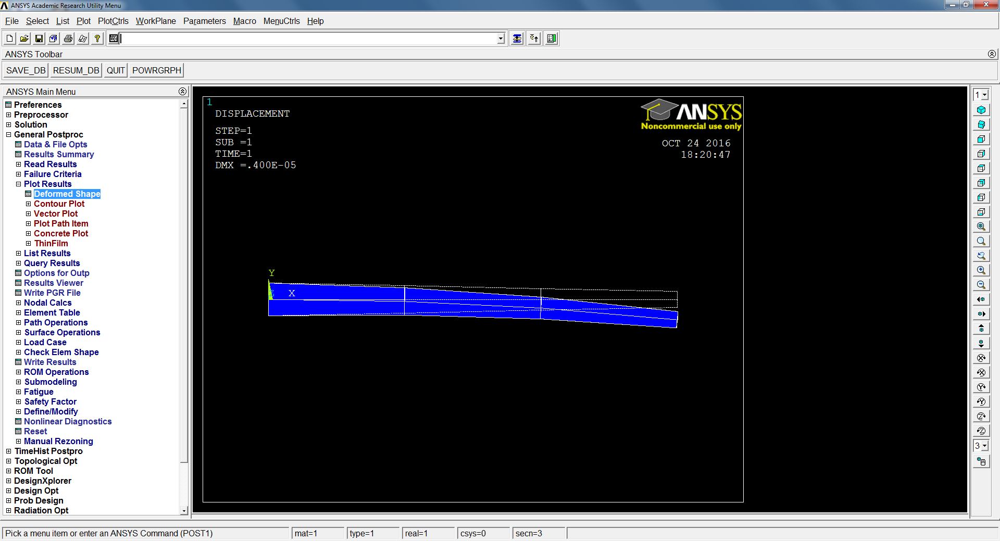 ANSYS Academic Research Utility Menu
File Select List Plot PlotCtrls WorkPlane Parameters Macro MenuCtrls Help
ANSYS Toolbar
SAVE_DB RESUM_DB QUIT POWRGRPH
ANSYS Main Menu
Preferences
Preprocessor
Solution
General Postproc
Data & File Opts
Results Summary
Read Results
Failure Criteria
Plot Results
Deformed Shape
Contour Plot
Vector Plot
Plot Path Item
Concrete Plot
ThinFilm
List Results
Query Results
Options for Outp
Results Viewer
Write PGR File
Nodal Calcs
Element Table
Path Operations
Surface Operations
Load Case
Check Elem Shape
Write Results
ROM Operations
Submodeling
Fatigue
Safety Factor
Define/Modify
Nonlinear Diagnostics
Reset
Manual Rezoning
TimeHist Postpro
Topological Opt
ROM Tool
DesignXplorer
Design Opt
Prob Design
Radiation Opt
1
DISPLACEMENT
STEP=1
SUB =1
TIME=1
DMX =.400E-05
ANSYS
Noncommercial use only
OCT 24 2016
18:20:47
Y
Z X
1
3
Pick a menu item or enter an ANSYS Command (POST1) mat=1 type=1 real=1 csys=0 secn=3